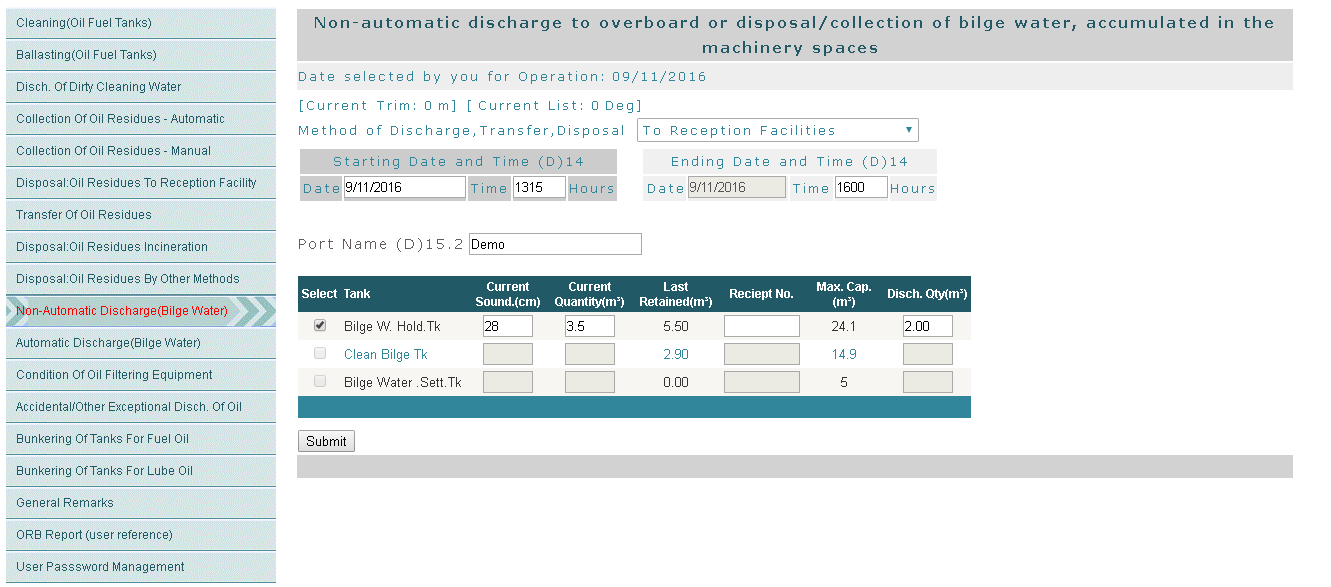 Cleaning(Oil Fuel Tanks)
Ballasting(Oil Fuel Tanks)
Disch. Of Dirty Cleaning Water
Collection Of Oil Residues - Automatic
Collection Of Oil Residues - Manual
Disposal:Oil Residues To Reception Facility
Transfer Of Oil Residues
Disposal:Oil Residues Incineration
Disposal:Oil Residues By Other Methods
Non-Automatic Discharge(Bilge Water)
Automatic Discharge(Bilge Water)
Condition Of Oil Filtering Equipment
Accidental/Other Exceptional Disch. Of Oil
Bunkering Of Tanks For Fuel Oil
Bunkering Of Tanks For Lube Oil
General Remarks
ORB Report (user reference)
User Passsword Management
Non-automatic discharge to overboard or disposal/collection of bilge water, accumulated in the
machinery spaces
Date selected by you for Operation: 09/11/2016
[Current Trim: 0 m] [ Current List: 0 Deg]
Method of Discharge,Transfer,Disposal To Reception Facilities
Starting Date and Time (D)14 Ending Date and Time (D)14
Date 9/11/2016 Time 1315 Hours Date 9/11/2016 Time 1600 Hours
Port Name (D)15.2 Demo
Select Tank Current Sound.(cm) Current Quantity(m³) Last Retained(m³) Reciept No. Max. Cap. (m³) Disch. Qty(m³)
Bilge W. Hold.Tk 28 3.5 5.50 24.1 2.00
Clean Bilge Tk 2.90 14.9
Bilge Water .Sett.Tk 0.00 5
Submit